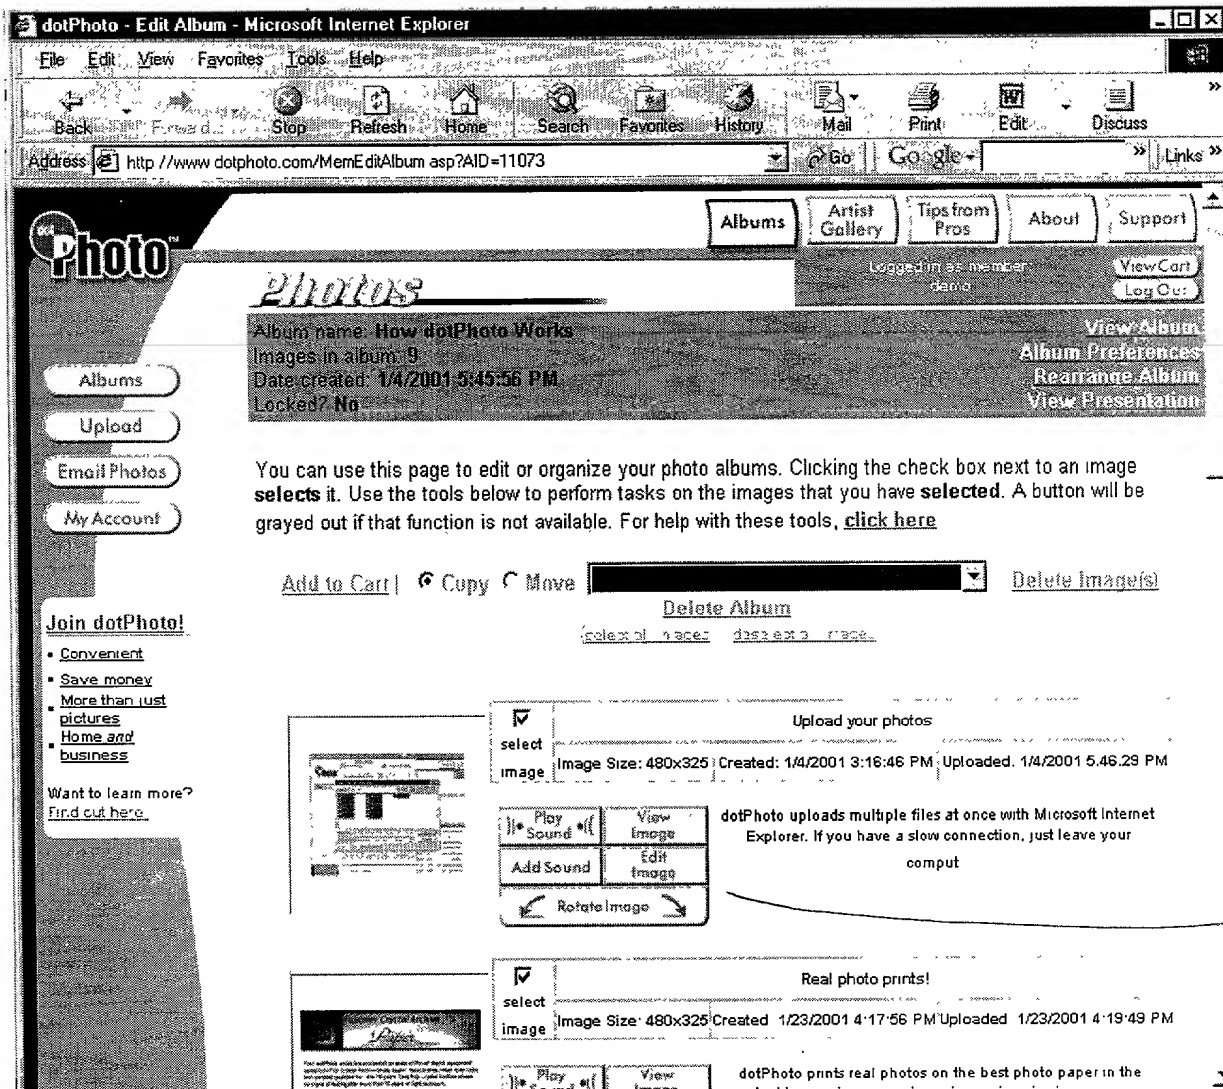 dotPhoto - Edit Album - Microsoft Internet Explorer
File Edit View Favorites Tools Help
Back Forward Stop Refresh Home Search Favorites History Mail Print Edit Discuss »
Address http //www dotphoto.com/MemEditAlbum asp?AID=11073 Go Google » Links »
Photo™
Albums Artist Gallery Tips from Pros About Support
Photos
Logged in as member demo
View Cart
Log Out
Album name: How dotPhoto Works
Images in album: 9
Date created: 1/4/2001 5:45:56 PM
Locked? No
View Album
Album Preferences
Rearrange Album
View Presentation
Albums
Upload
Email Photos
My Account
You can use this page to edit or organize your photo albums. Clicking the check box next to an image
selects it. Use the tools below to perform tasks on the images that you have selected. A button will be
grayed out if that function is not available. For help with these tools, click here
Add to Cart | Copy Move Delete Image(s)
Delete Album
Join dotPhoto!
• Convenient
• Save money
• More than just
pictures
• Home and
business
Want to learn more?
Find out here
select image
Upload your photos
Image Size: 480x325 Created: 1/4/2001 3:16:46 PM Uploaded. 1/4/2001 5.46.29 PM
Play Sound View Image
Add Sound Edit Image
Rotate Image
dotPhoto uploads multiple files at once with Microsoft Internet
Explorer. If you have a slow connection, just leave your
comput
select image
Real photo prints!
Image Size· 480x325 Created 1/23/2001 4·17·56 PM Uploaded 1/23/2001 4·19·49 PM
Play Sound View Image
dotPhoto prints real photos on the best photo paper in the